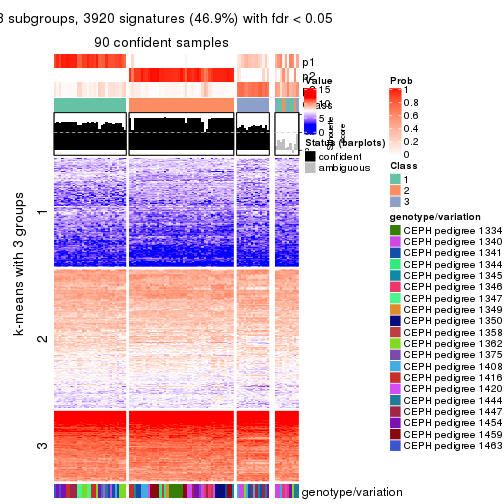 3 subgroups, 3920 signatures (46.9%) with fdr < 0.05
90 confident samples
p1
p2
Value
15
10
5
0
Silhouette
score
Status (barplots)
confident
ambiguous
Prob
1
0.8
0.6
0.4
0.2
0
Class
1
2
3
genotype/variation
CEPH pedigree 1334
CEPH pedigree 1340
CEPH pedigree 1341
CEPH pedigree 1344
CEPH pedigree 1345
CEPH pedigree 1346
CEPH pedigree 1347
CEPH pedigree 1349
CEPH pedigree 1350
CEPH pedigree 1358
CEPH pedigree 1362
CEPH pedigree 1375
CEPH pedigree 1408
CEPH pedigree 1416
CEPH pedigree 1420
CEPH pedigree 1444
CEPH pedigree 1447
CEPH pedigree 1454
CEPH pedigree 1459
CEPH pedigree 1463
k-means with 3 groups
1
2
3
genotype/variation